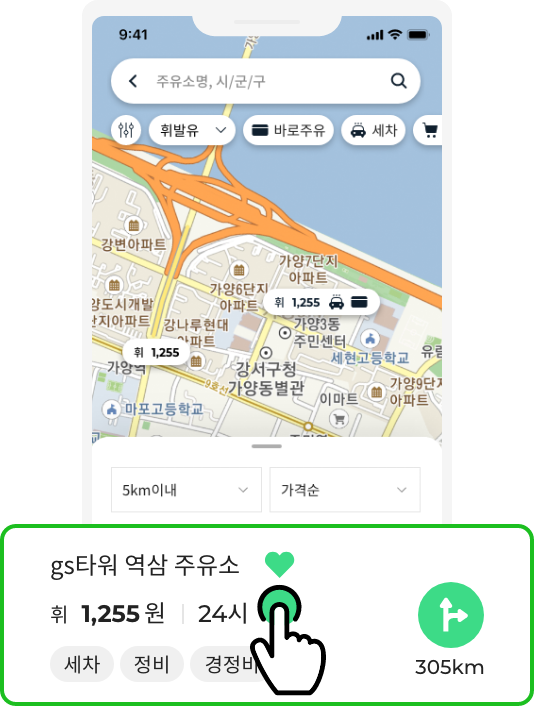 9:41
주유소명, 시/군/구
휘발유
바로주유
세차
강변아파트
가양7단지
아파트
가양6단지
아파트
휘 1,255
양도시개발
단지아파트
강나루현대
아파트
가양3동
주민센터
세현고등학교
휘 1,255
가양역
9호선
강서구청
가양동별관
이마트
가양9단지
아파트
마포고등학교
5km이내
가격순
gs타워 역삼 주유소
휘 1,255 원 24시
세차 정비 경정비
305km